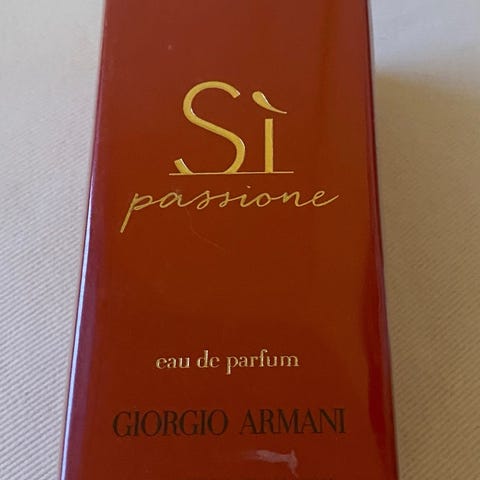 Sì
passione
eau de parfum
GIORGIO ARMANI